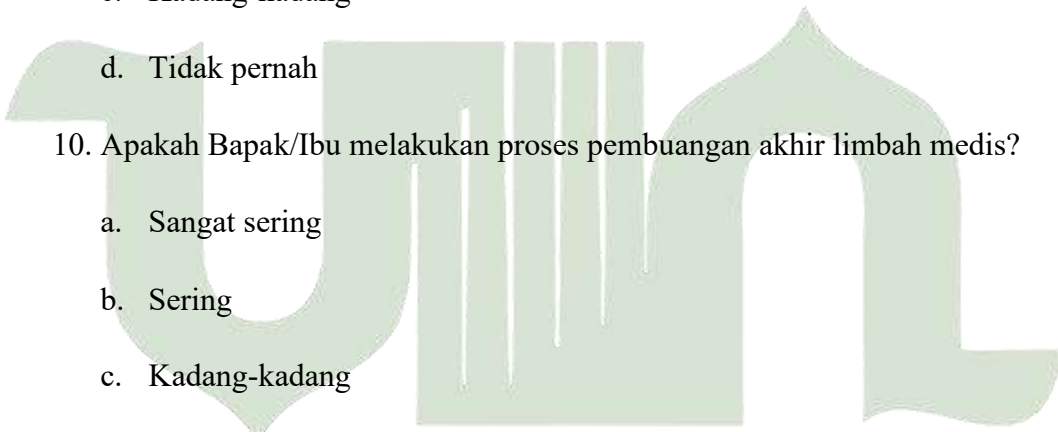 d. Tidak pernah
10. Apakah Bapak/Ibu melakukan proses pembuangan akhir limbah medis?
a. Sangat sering
b. Sering
c. Kadang-kadang